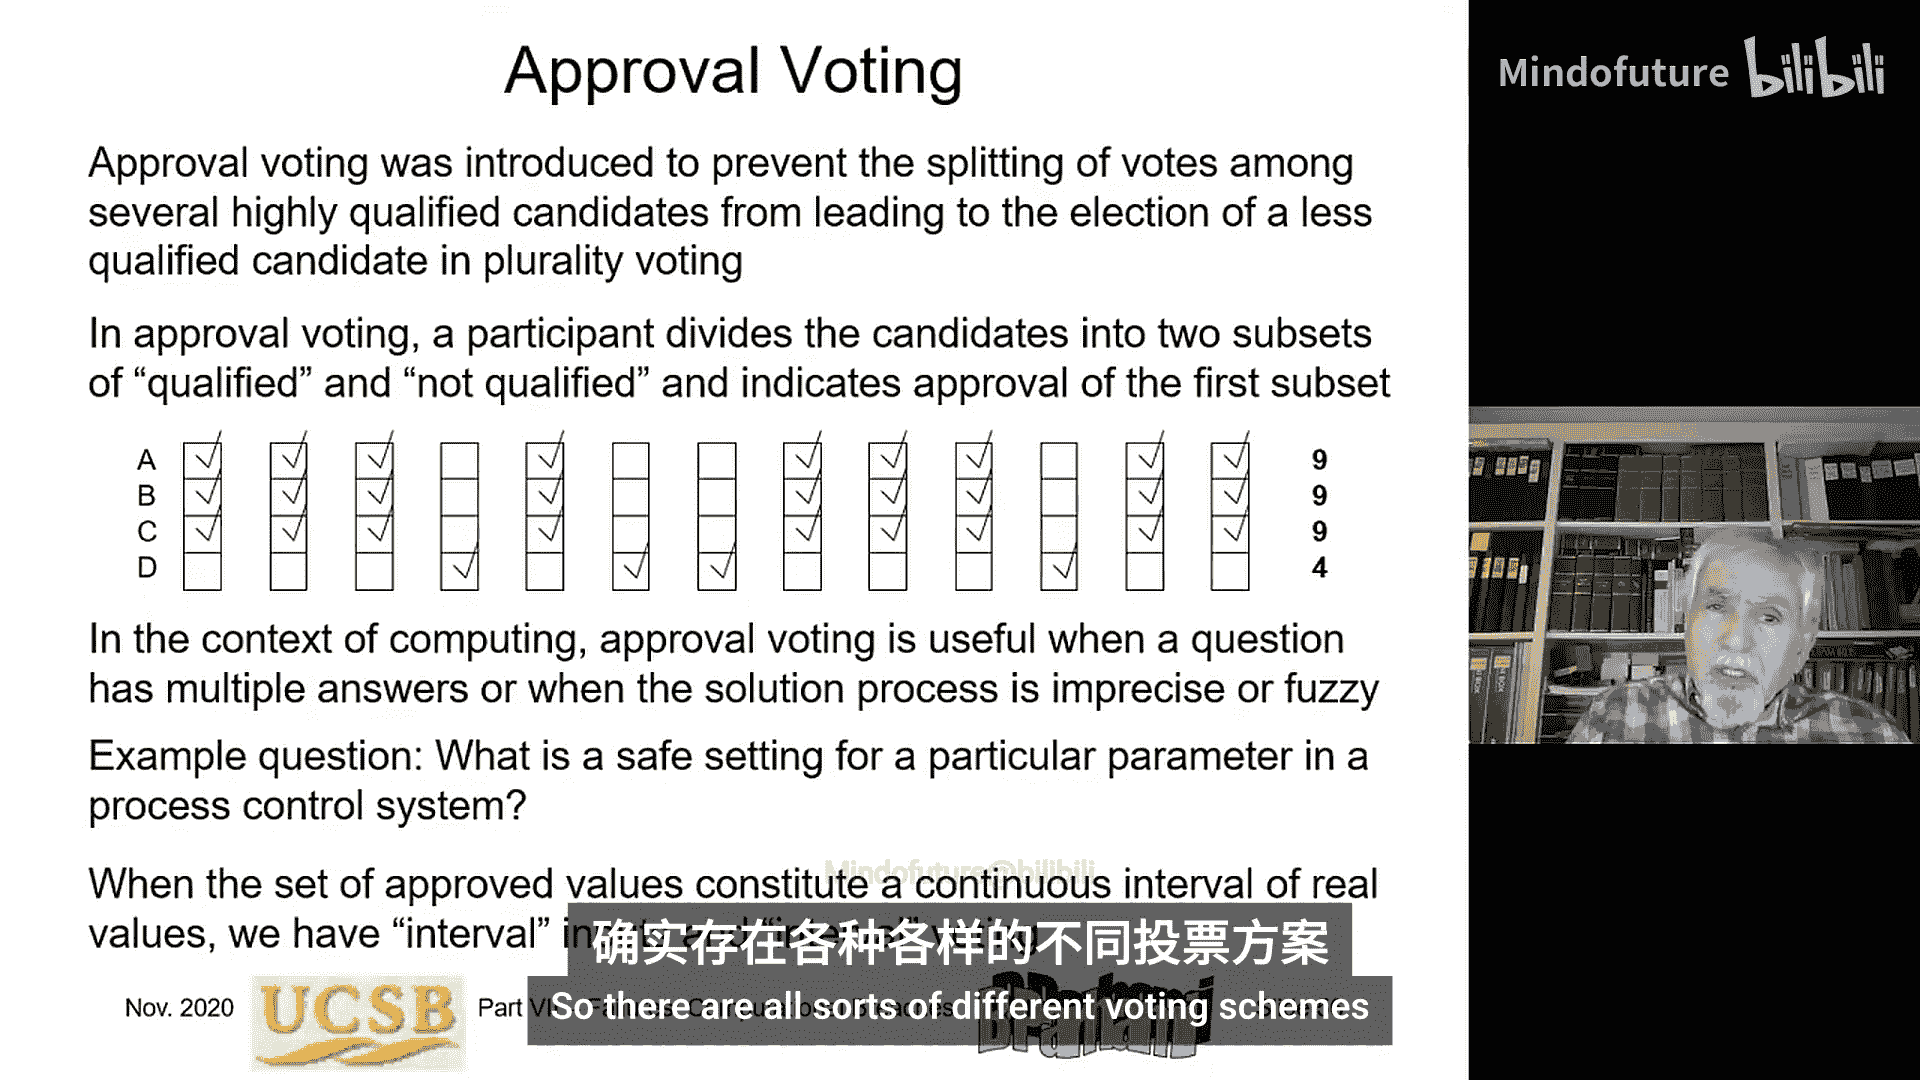 Approval Voting
Mindofuture bilibili
Approval voting was introduced to prevent the splitting of votes among
several highly qualified candidates from leading to the election of a less
qualified candidate in plurality voting
In approval voting, a participant divides the candidates into two subsets
of “qualified” and “not qualified” and indicates approval of the first subset
A 9
B 9
C 9
D 4
In the context of computing, approval voting is useful when a question
has multiple answers or when the solution process is imprecise or fuzzy
Example question: What is a safe setting for a particular parameter in a
process control system?
Mindofuture@bilibili
When the set of approved values constitute a continuous interval of real
values, we have “interval” voting
确实存在各种各样的不同投票方案
Nov. 2020 UCSB Part B Parhami
So there are all sorts of different voting schemes